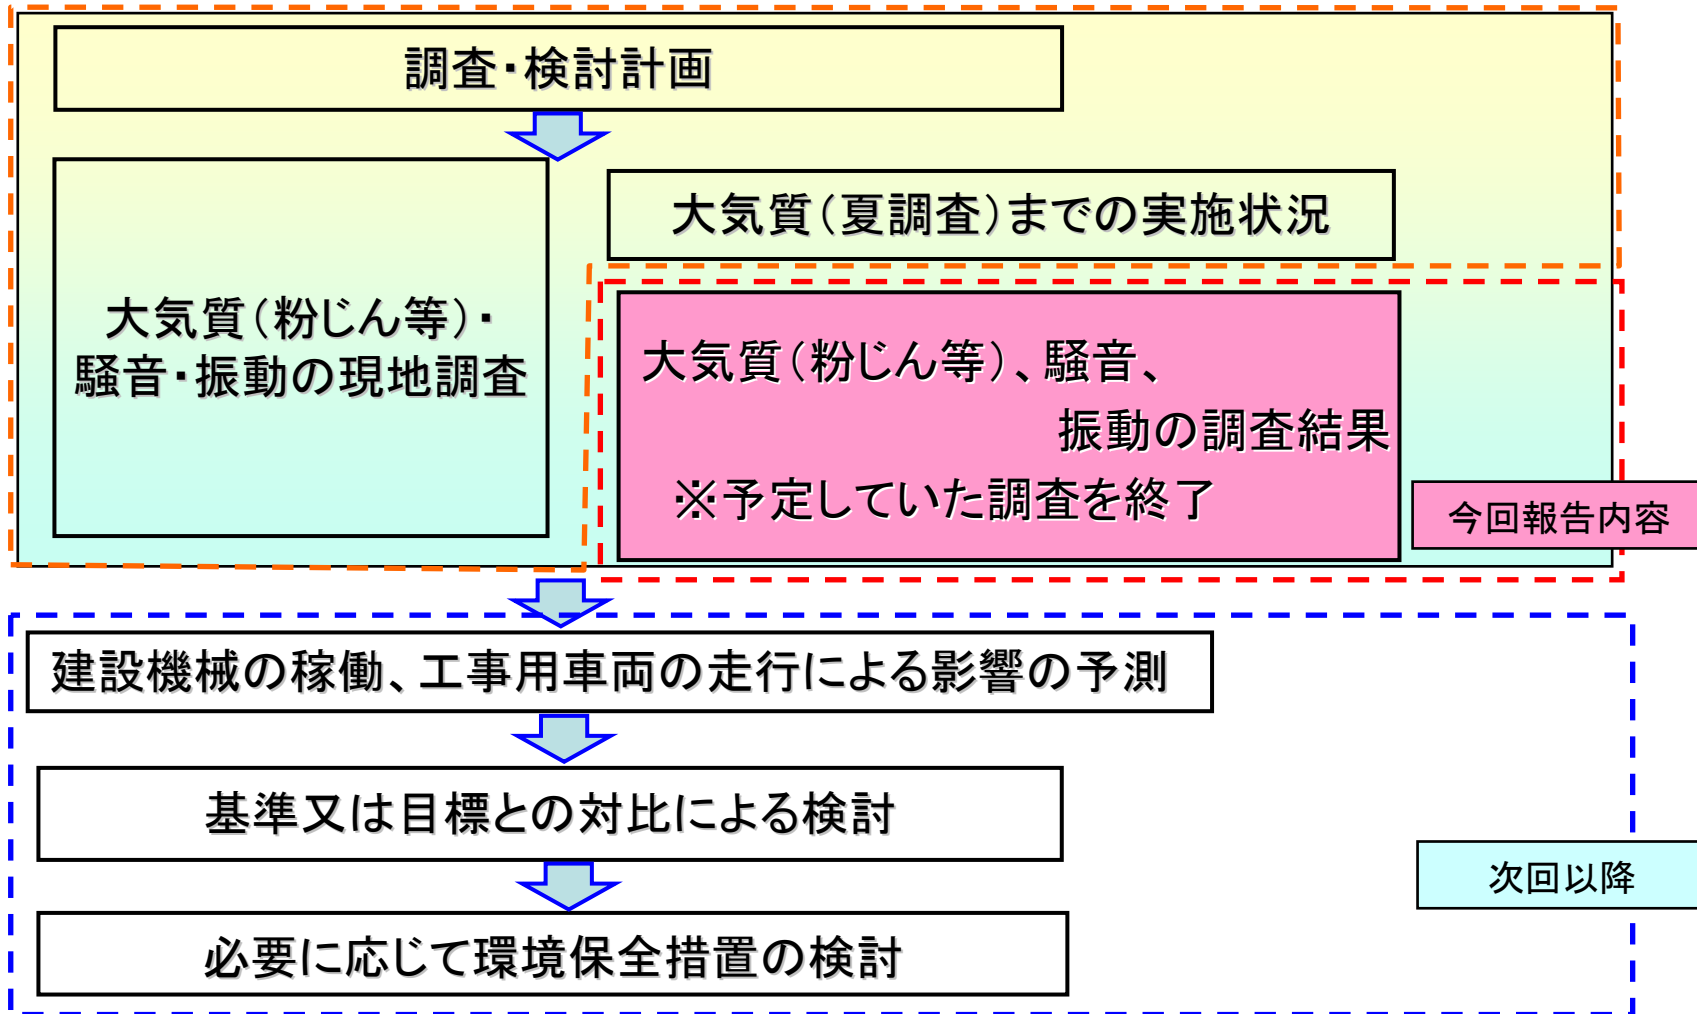 調査・検討計画
大気質(夏調査)までの実施状況
大気質(粉じん等)・
騒音・振動の現地調査
大気質(粉じん等)、騒音、
振動の調査結果
※予定していた調査を終了
今回報告内容
建設機械の稼働、工事用車両の走行による影響の予測
基準又は目標との対比による検討
次回以降
必要に応じて環境保全措置の検討